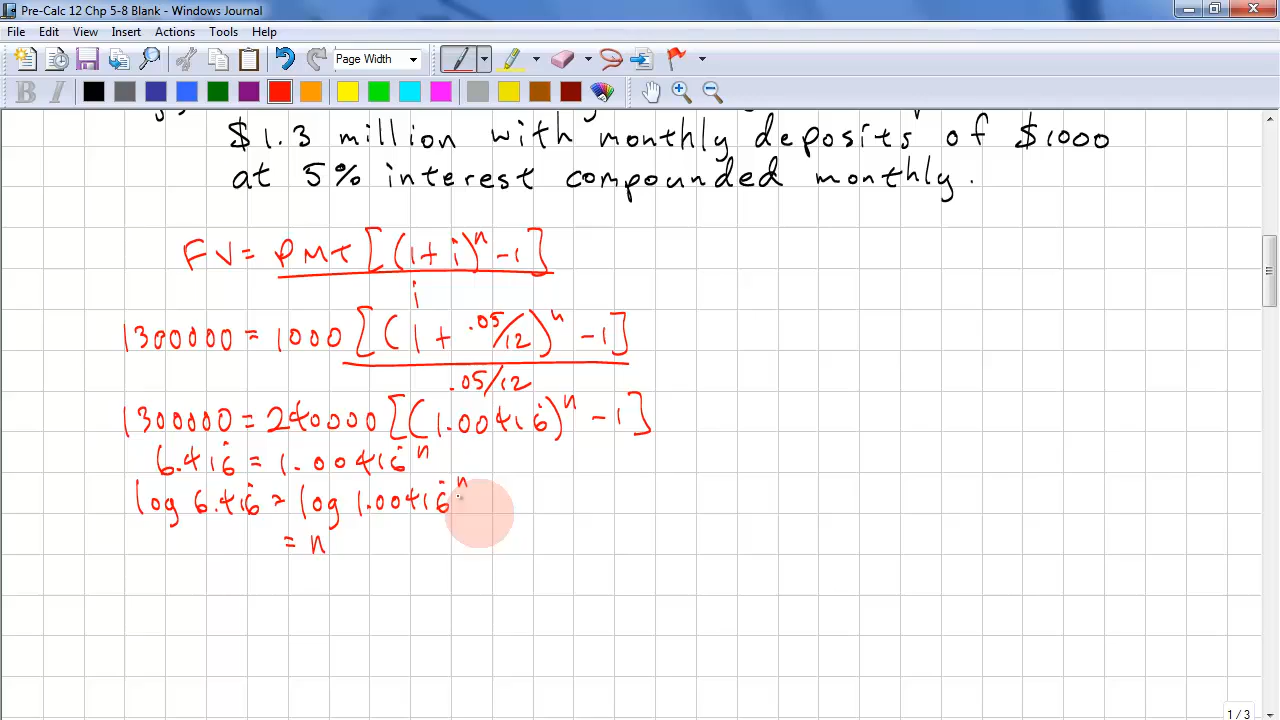 Pre-Calc 12 Chp 5-8 Blank - Windows Journal
File Edit View Insert Actions Tools Help
Page Width
B I
$1.3 million with monthly deposits of $1000
at 5% interest compounded monthly.
FV = PMT [(1 + i)^n - 1]
i
1300000 = 1000 [(1 + .05/12)^n - 1]
.05/12
1300000 = 240000 [(1.00416̇)^n - 1]
6.416̇ = 1.00416̇^n
log 6.416̇ = log 1.00416̇^n
= n
1/3